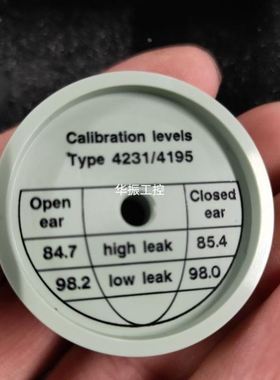 Calibration levels
Type 4231/4195
华振工控
Open ear
Closed ear
84.7 high leak 85.4
98.2 low leak 98.0